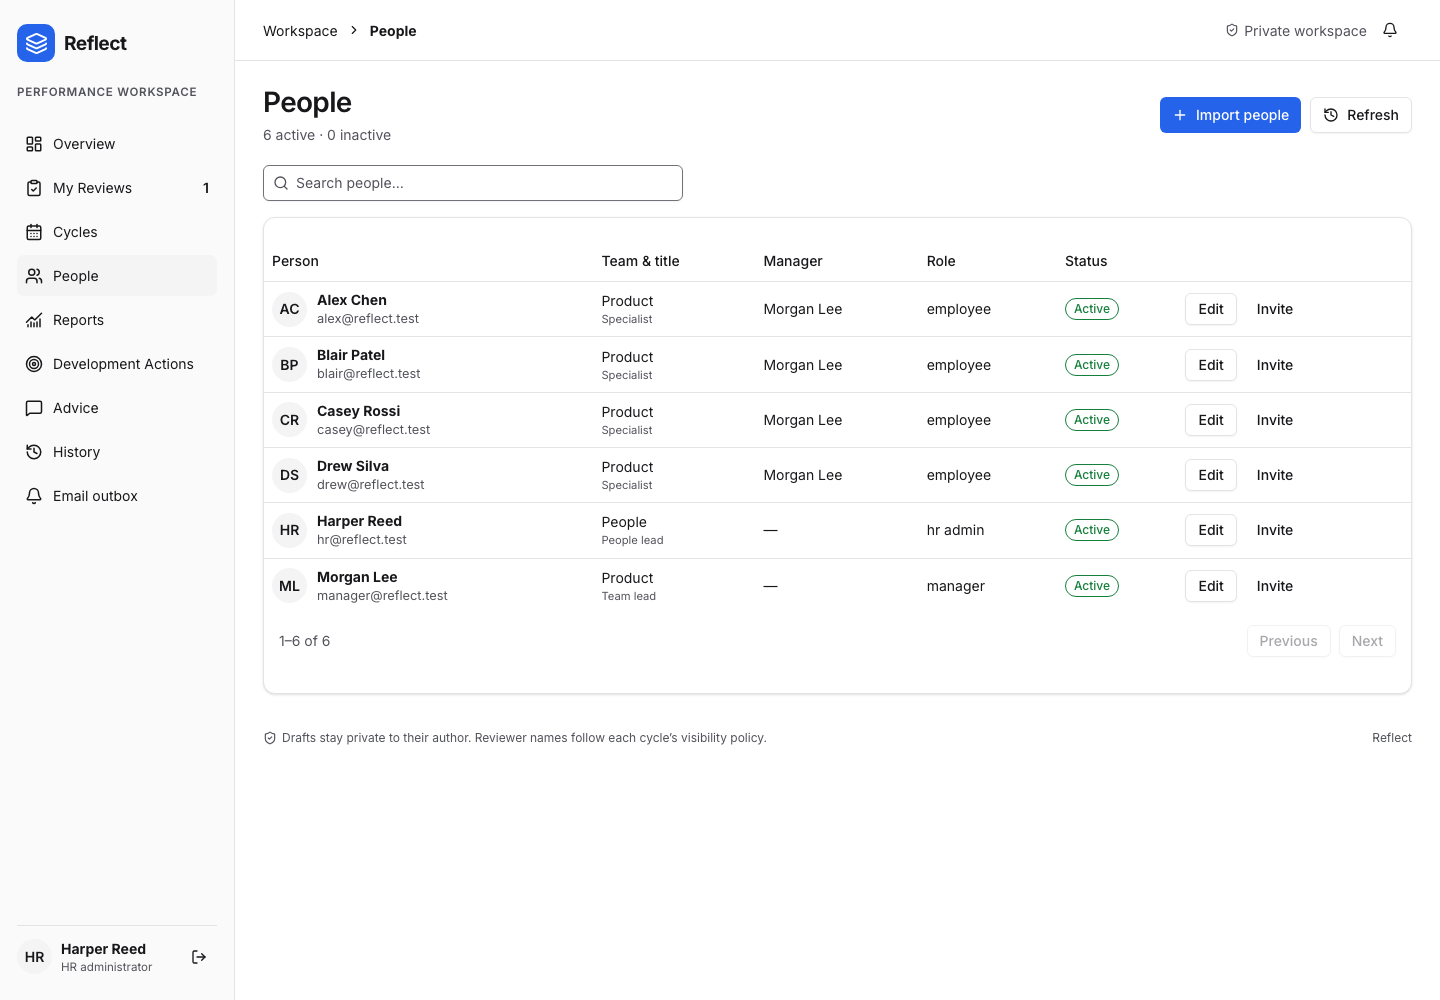 Reflect
PERFORMANCE WORKSPACE
Overview
My Reviews 1
Cycles
People
Reports
Development Actions
Advice
History
Email outbox
HR Harper Reed
HR administrator
Workspace > People
Private workspace
People
6 active · 0 inactive
Import people
Refresh
Search people...
Person Team & title Manager Role Status
AC Alex Chen
alex@reflect.test
Product
Specialist
Morgan Lee employee Active Edit Invite
BP Blair Patel
blair@reflect.test
Product
Specialist
Morgan Lee employee Active Edit Invite
CR Casey Rossi
casey@reflect.test
Product
Specialist
Morgan Lee employee Active Edit Invite
DS Drew Silva
drew@reflect.test
Product
Specialist
Morgan Lee employee Active Edit Invite
HR Harper Reed
hr@reflect.test
People
People lead
— hr admin Active Edit Invite
ML Morgan Lee
manager@reflect.test
Product
Team lead
— manager Active Edit Invite
1–6 of 6
Previous Next
Drafts stay private to their author. Reviewer names follow each cycle’s visibility policy.
Reflect